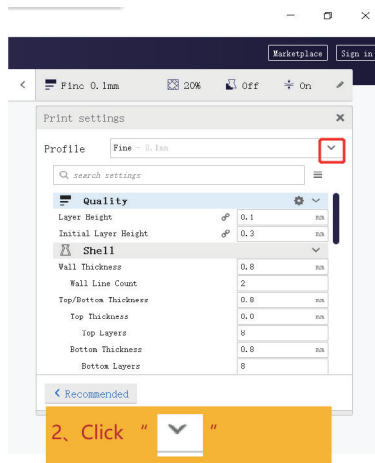 Marketplace Sign in
Fine 0.1mm 20% Off On
Print settings
Profile Fine - 0.1mm
search settings
Quality
Layer Height 0.1 mm
Initial Layer Height 0.3 mm
Shell
Wall Thickness 0.8 mm
Wall Line Count 2
Top/Bottom Thickness 0.8 mm
Top Thickness 0.0 mm
Top Layers 8
Bottom Thickness 0.8 mm
Bottom Layers 8
Recommended
2、Click “ ”